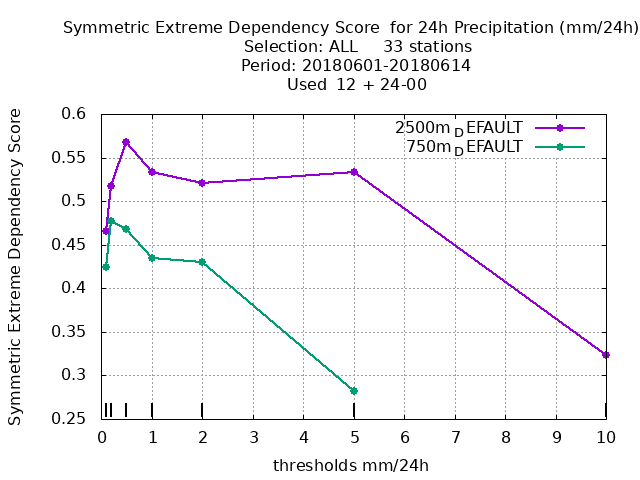 Symmetric Extreme Dependency Score  for 24h Precipitation (mm/24h)
Selection: ALL     33 stations
Period: 20180601-20180614
Used  12 + 24-00
Symmetric Extreme Dependency Score
0.6
0.55
0.5
0.45
0.4
0.35
0.3
0.25
2500mDEFAULT
750mDEFAULT
0 1 2 3 4 5 6 7 8 9 10
thresholds mm/24h